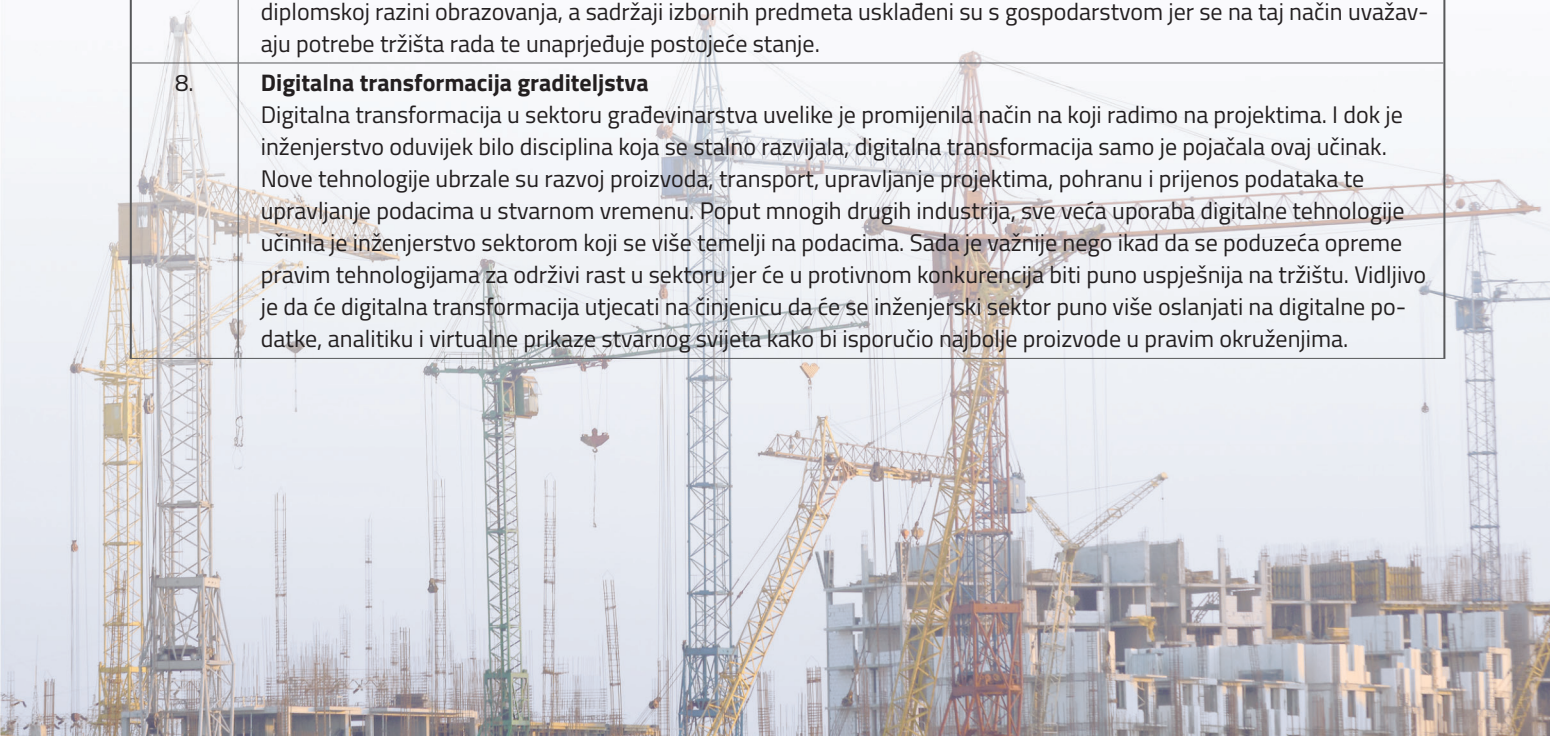 diplomskoj razini obrazovanja, a sadržaji izbornih predmeta usklađeni su s gospodarstvom jer se na taj način uvažav-
aju potrebe tržišta rada te unaprjeđuje postojeće stanje.
8. Digitalna transformacija graditeljstva
Digitalna transformacija u sektoru građevinarstva uvelike je promijenila način na koji radimo na projektima. I dok je
inženjerstvo oduvijek bilo disciplina koja se stalno razvijala, digitalna transformacija samo je pojačala ovaj učinak.
Nove tehnologije ubrzale su razvoj proizvoda, transport, upravljanje projektima, pohranu i prijenos podataka te
upravljanje podacima u stvarnom vremenu. Poput mnogih drugih industrija, sve veća uporaba digitalne tehnologije
učinila je inženjerstvo sektorom koji se više temelji na podacima. Sada je važnije nego ikad da se poduzeća opreme
pravim tehnologijama za održivi rast u sektoru jer će u protivnom konkurencija biti puno uspješnija na tržištu. Vidljivo
je da će digitalna transformacija utjecati na činjenicu da će se inženjerski sektor puno više oslanjati na digitalne po-
datke, analitiku i virtualne prikaze stvarnog svijeta kako bi isporučio najbolje proizvode u pravim okruženjima.